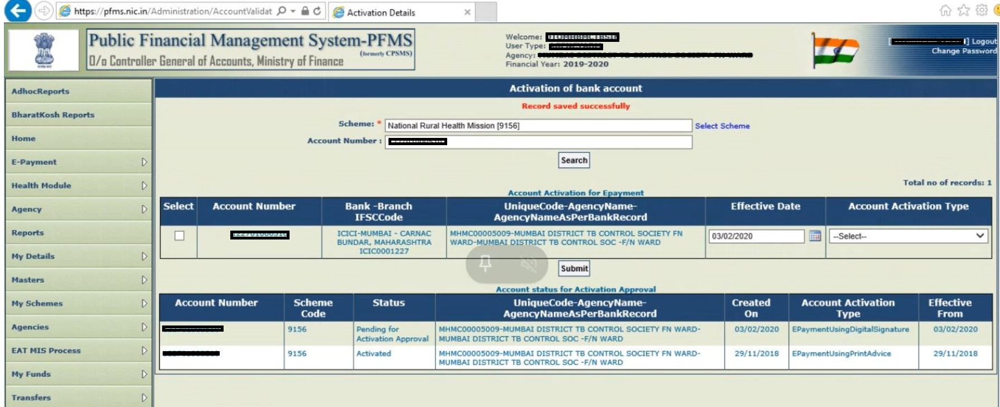 https://pfms.nic.in/Administration/AccountValidat
Activation Details
Public Financial Management System-PFMS
(formerly CPSMS)
O/o Controller General of Accounts, Ministry of Finance
Welcome:
User Type:
Agency:
Financial Year: 2019-2020
] Logout
Change Password
AdhocReports
BharatKosh Reports
Home
E-Payment
Health Module
Agency
Reports
My Details
Masters
My Schemes
Agencies
EAT MIS Process
My Funds
Transfers
Activation of bank account
Record saved successfully
Scheme: * National Rural Health Mission [9156] Select Scheme
Account Number :
Search
Total no of records: 1
Account Activation for Epayment
Select Account Number Bank -Branch IFSCCode UniqueCode-AgencyName-AgencyNameAsPerBankRecord Effective Date Account Activation Type
ICICI-MUMBAI - CARNAC
BUNDAR, MAHARASHTRA
ICIC0001227
MHMC00005009-MUMBAI DISTRICT TB CONTROL SOCIETY FN
WARD-MUMBAI DISTRICT TB CONTROL SOC -F/N WARD
03/02/2020
--Select--
Submit
Account status for Activation Approval
Account Number Scheme Code Status UniqueCode-AgencyName-AgencyNameAsPerBankRecord Created On Account Activation Type Effective From
9156
Pending for
Activation Approval
MHMC00005009-MUMBAI DISTRICT TB CONTROL SOCIETY FN WARD-
MUMBAI DISTRICT TB CONTROL SOC -F/N WARD
03/02/2020
EPaymentUsingDigitalSignature
03/02/2020
9156
Activated
MHMC00005009-MUMBAI DISTRICT TB CONTROL SOCIETY FN WARD-
MUMBAI DISTRICT TB CONTROL SOC -F/N WARD
29/11/2018
EPaymentUsingPrintAdvice
29/11/2018